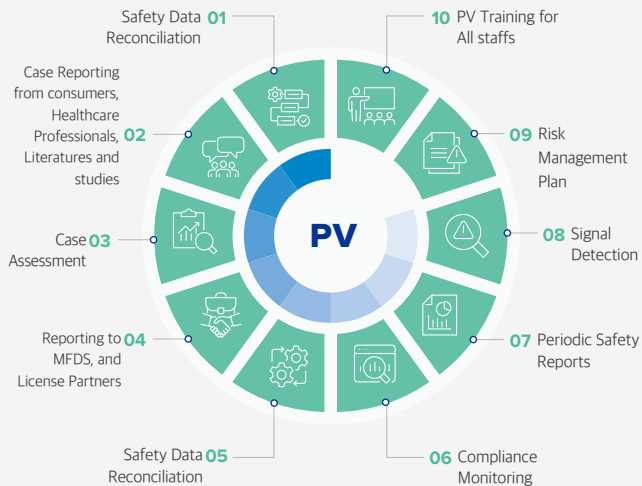 Safety Data 01
Reconciliation
Case Reporting
from consumers,
Healthcare
Professionals, 02
Literatures and
studies
Case 03
Assessment
Reporting to 04
MFDS, and
License Partners
Safety Data 05
Reconciliation
06 Compliance
Monitoring
07 Periodic Safety
Reports
08 Signal
Detection
09 Risk
Management
Plan
10 PV Training for
All staffs
PV